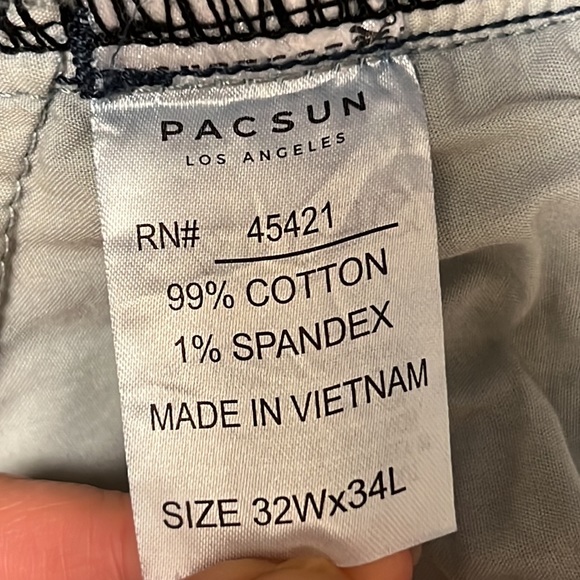 PACSUN
LOS ANGELES
RN# 45421
99% COTTON
1% SPANDEX
MADE IN VIETNAM
SIZE 32Wx34L